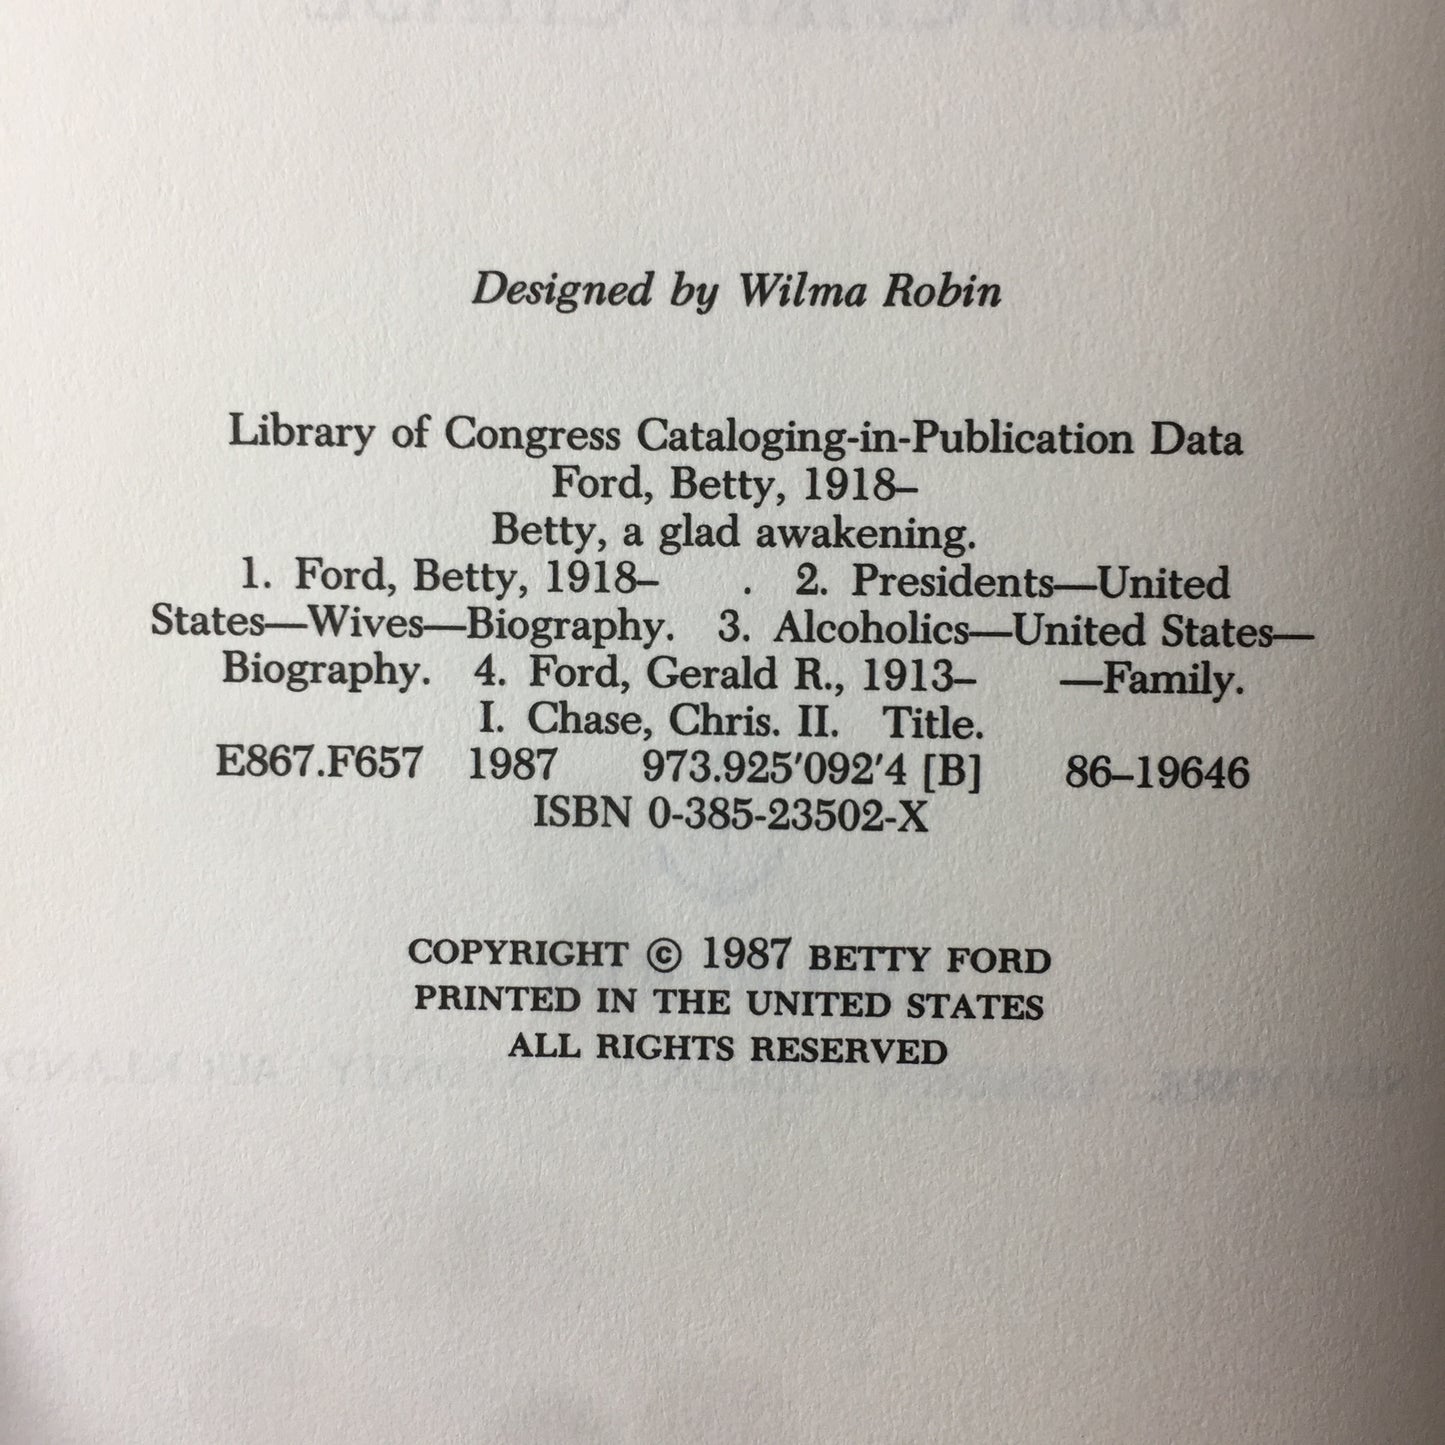 Designed by Wilma Robin
Library of Congress Cataloging-in-Publication Data
Ford, Betty, 1918–
Betty, a glad awakening.
1. Ford, Betty, 1918– . 2. Presidents—United
States—Wives—Biography. 3. Alcoholics—United States—
Biography. 4. Ford, Gerald R., 1913– —Family.
I. Chase, Chris. II. Title.
E867.F657 1987 973.925′092′4 [B] 86–19646
ISBN 0-385-23502-X
COPYRIGHT © 1987 BETTY FORD
PRINTED IN THE UNITED STATES
ALL RIGHTS RESERVED